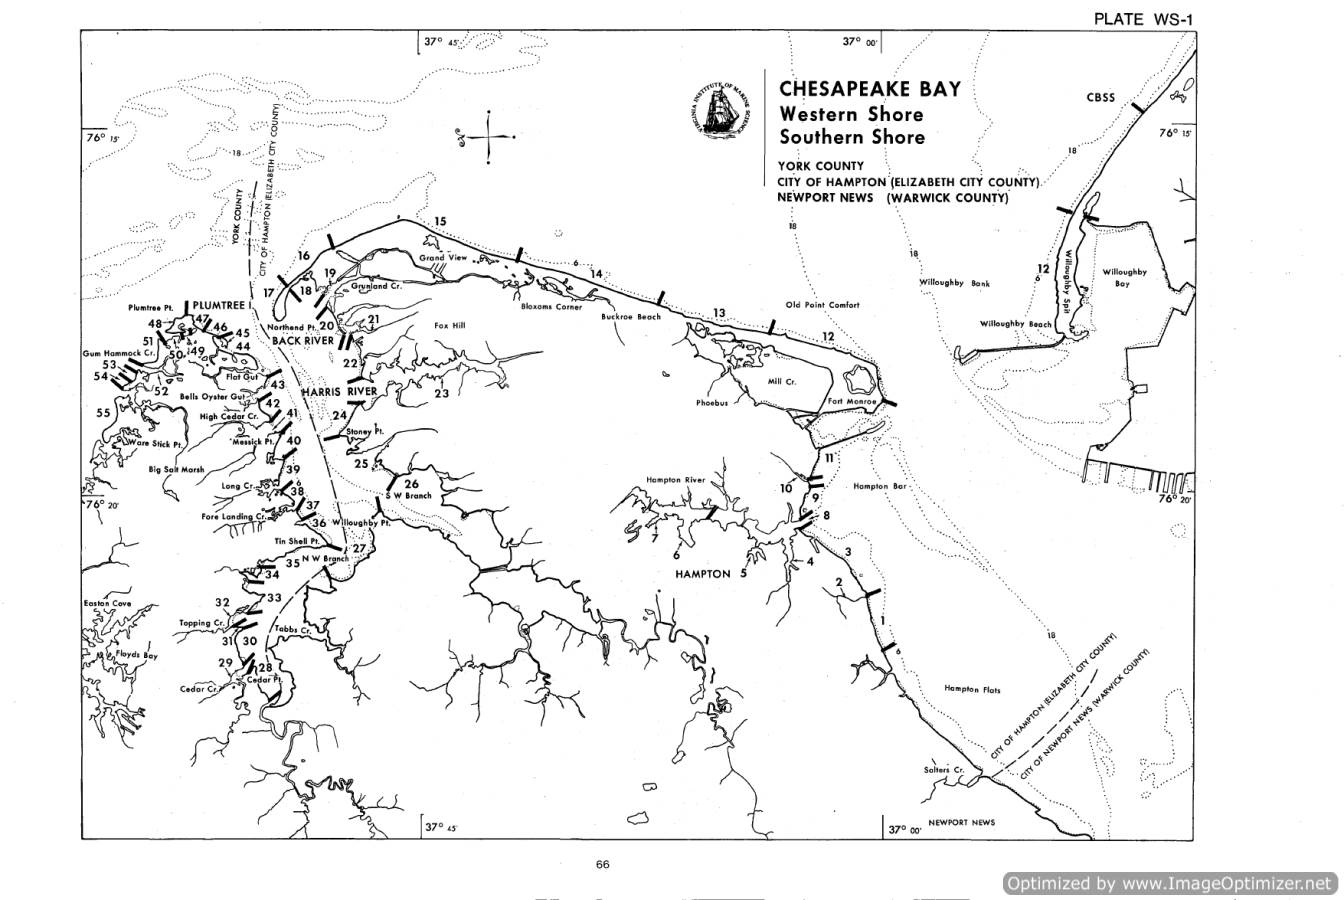 PLATE WS-1
37° 45'
37° 00'
CHESAPEAKE BAY
Western Shore
Southern Shore
YORK COUNTY
CITY OF HAMPTON (ELIZABETH CITY COUNTY)
NEWPORT NEWS (WARWICK COUNTY)
VIRGINIA INSTITUTE OF MARINE SCIENCE
CBSS
76° 15'
76° 15'
18
18
18
18
YORK COUNTY
CITY OF HAMPTON (ELIZABETH CITY COUNTY)
15
16
Grand View
6
14
19
Grunland Cr.
17
18
Willoughby Bank
12
6
Willoughby Spit
Willoughby
Bay
Plumtree Pt.
PLUMTREE I
Bloxoms Corner
Buckroe Beach
13
Old Point Comfort
Willoughby Beach
48
47
46
45
Northend Pt.
20
21
Fox Hill
BACK RIVER
12
51
44
Gum Hammock Cr.
50
49
53
22
54
52
Flat Gut
43
HARRIS RIVER
23
Mill Cr.
Bells Oyster Gut
42
Phoebus
Fort Monroe
55
High Cedar Cr.
41
24
Ware Stick Pt.
Messick Pt.
40
Stoney Pt.
Big Salt Marsh
39
6
25
11
Long Cr.
38
26
S W Branch
Hampton River
10
9
Hampton Bar
76° 20'
37
76° 20'
Fore Landing Cr.
36
Willoughby Pt.
8
7
Tin Shell Pt.
27
6
3
35
N W Branch
4
34
HAMPTON
5
2
Easton Cove
32
33
Topping Cr.
1
Tabbs Cr.
31
30
Floyds Bay
6
18
29
28
Cedar Pt.
Cedar Cr.
Hampton Flats
CITY OF HAMPTON (ELIZABETH CITY COUNTY)
CITY OF NEWPORT NEWS (WARWICK COUNTY)
Salters Cr.
37° 45'
37° 00'
NEWPORT NEWS
66
Optimized by www.ImageOptimizer.net